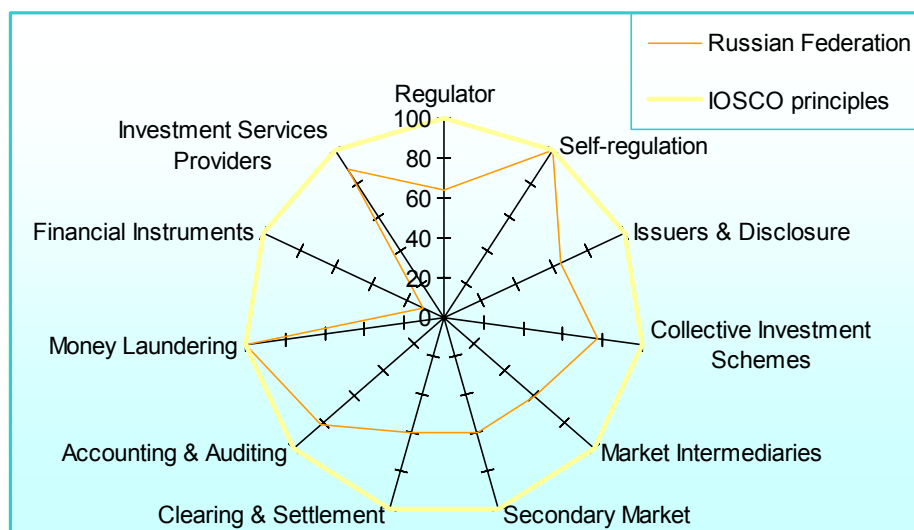 Russian Federation
IOSCO principles
Regulator
Investment Services
Providers
Self-regulation
Financial Instruments
Issuers & Disclosure
Money Laundering
Collective Investment
Schemes
Accounting & Auditing
Market Intermediaries
Clearing & Settlement
Secondary Market
100
80
60
40
20
0